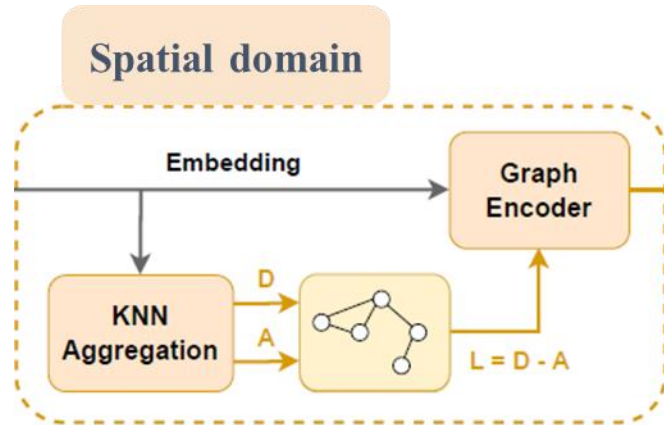 Spatial domain
Embedding
Graph
Encoder
KNN
Aggregation
D
A
L = D - A